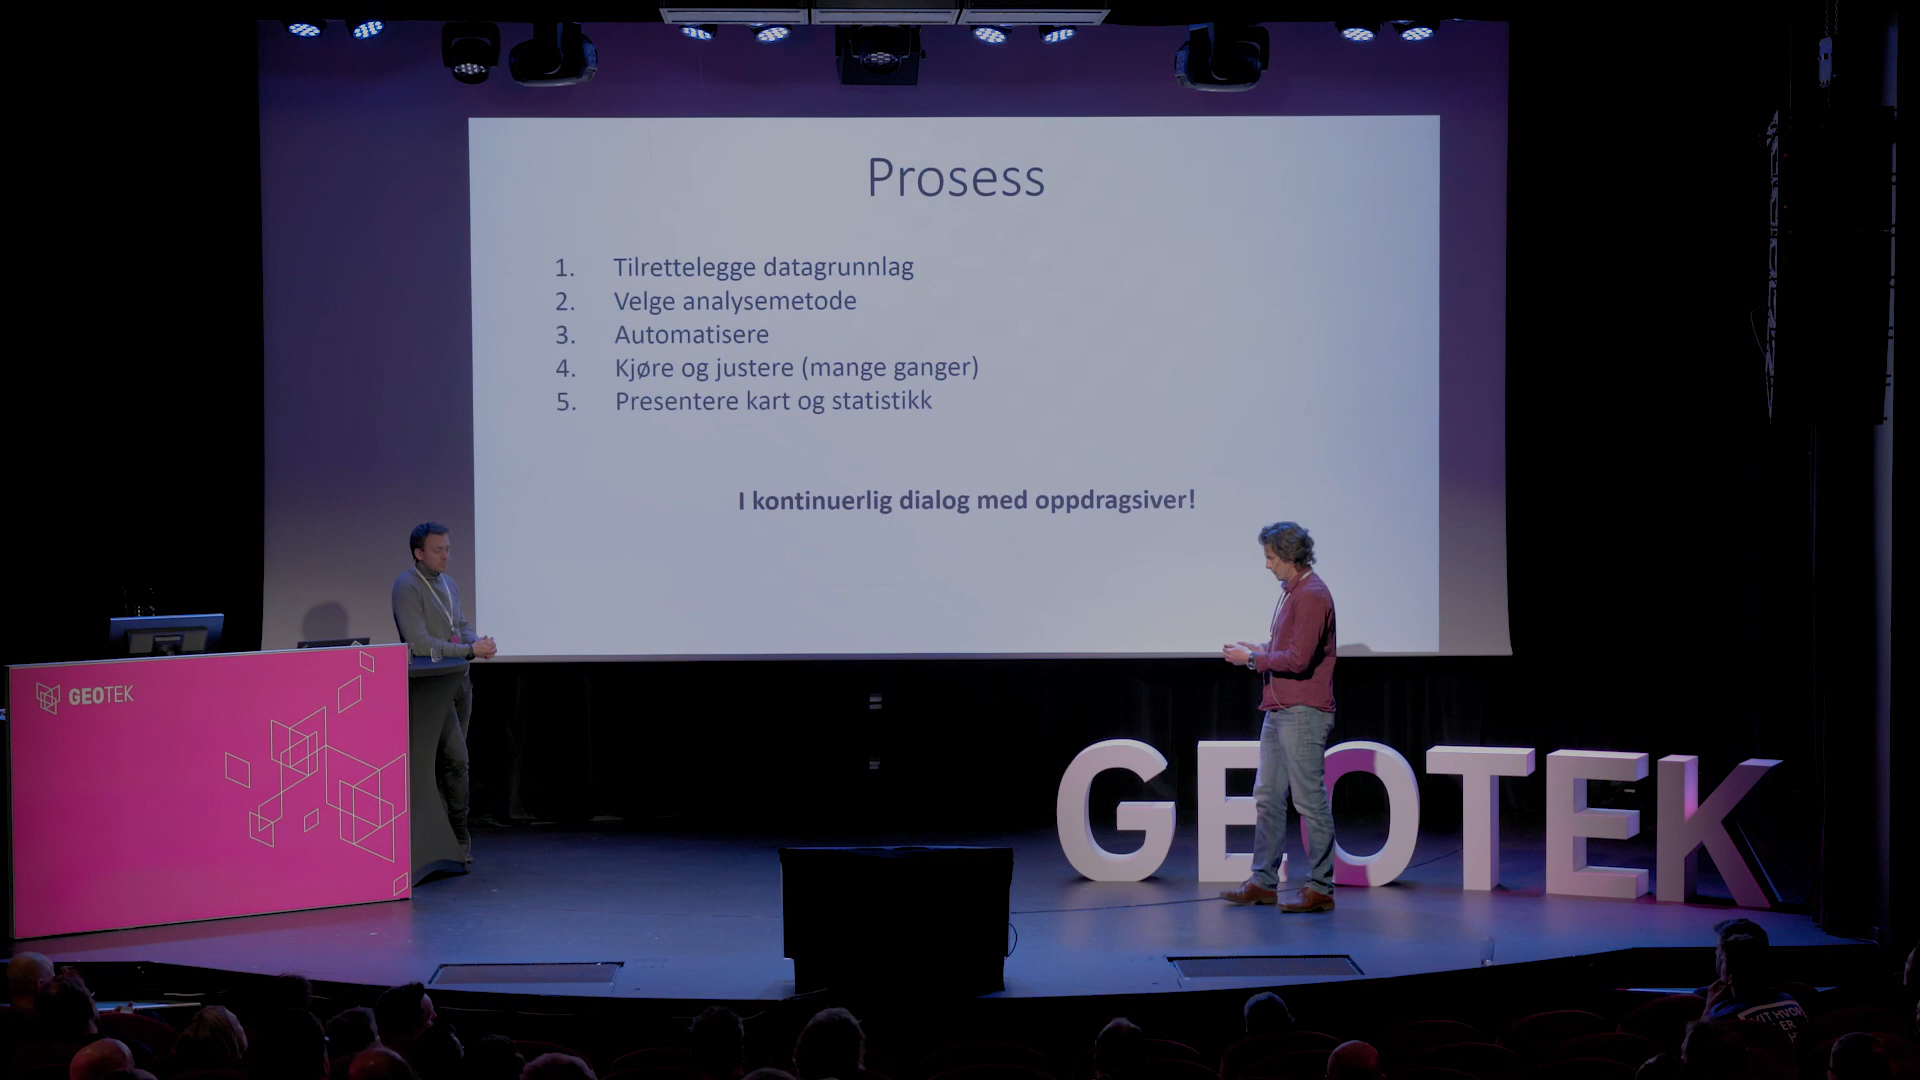 Prosess
1. Tilrettelegge datagrunnlag
2. Velge analysemetode
3. Automatisere
4. Kjøre og justere (mange ganger)
5. Presentere kart og statistikk
I kontinuerlig dialog med oppdragsiver!
GEOTEK
GEOTEK